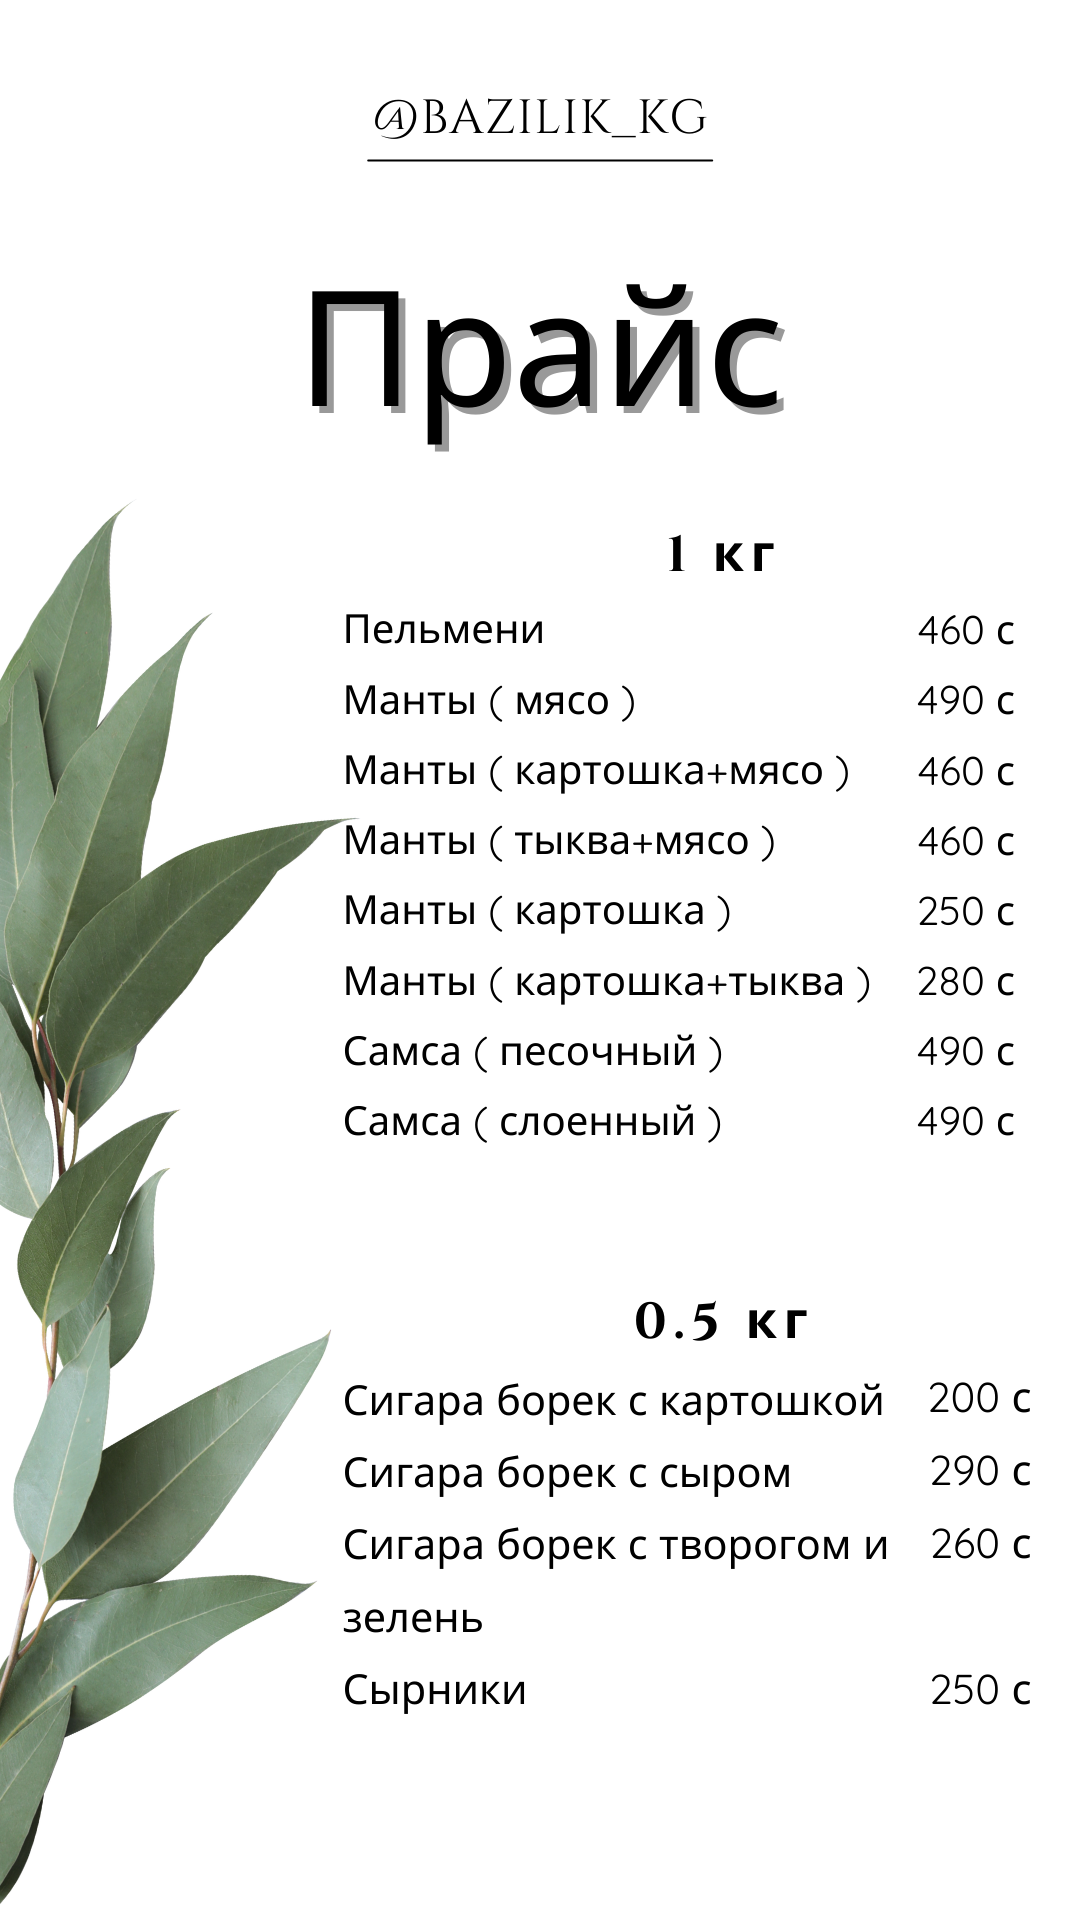 @BAZILIK_KG
Прайс
1 кг
Пельмени 460 с
Манты ( мясо ) 490 с
Манты ( картошка+мясо ) 460 с
Манты ( тыква+мясо ) 460 с
Манты ( картошка ) 250 с
Манты ( картошка+тыква ) 280 с
Самса ( песочный ) 490 с
Самса ( слоенный ) 490 с
0.5 кг
Сигара борек с картошкой 200 с
Сигара борек с сыром 290 с
Сигара борек с творогом и 260 с
зелень
Сырники 250 с